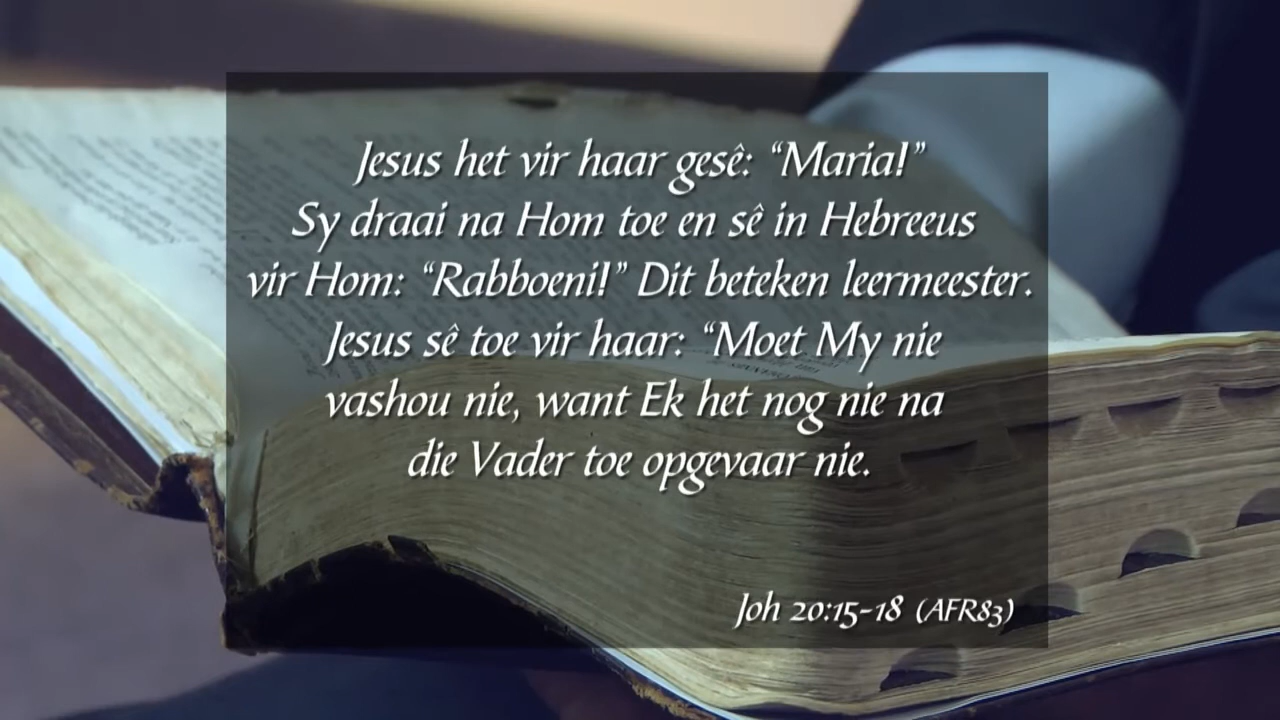 Jesus het vir haar gesê: “Maria!”
Sy draai na Hom toe en sê in Hebreeus
vir Hom: “Rabboeni!” Dit beteken leermeester.
Jesus sê toe vir haar: “Moet My nie
vashou nie, want Ek het nog nie na
die Vader toe opgevaar nie.
Joh 20:15-18 (AFR83)